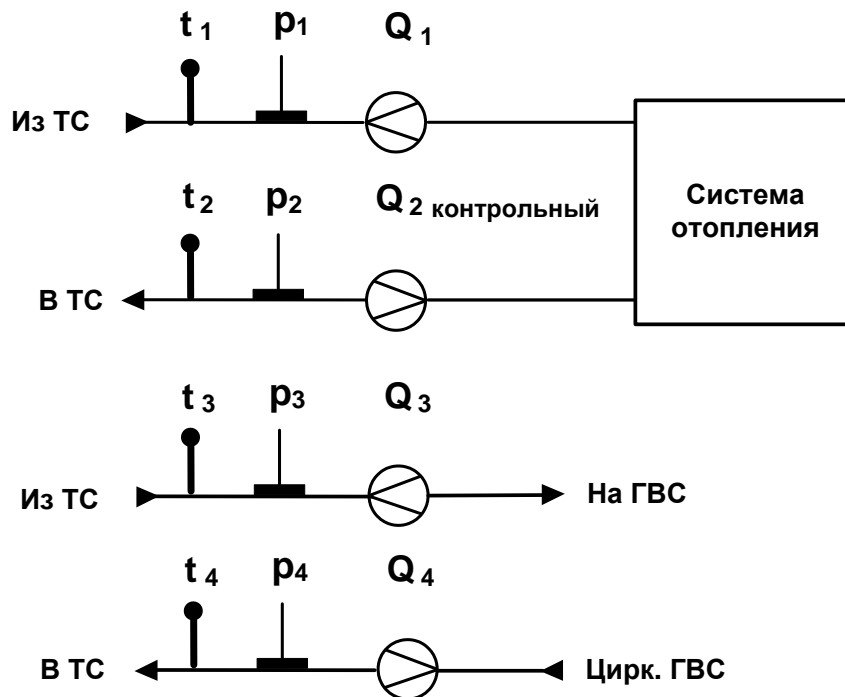 t 1 p1 Q 1
Из ТС
t 2 p2 Q 2 контрольный
Система
отопления
В ТС
t 3 p3 Q 3
Из ТС На ГВС
t 4 p4 Q 4
В ТС Цирк. ГВС